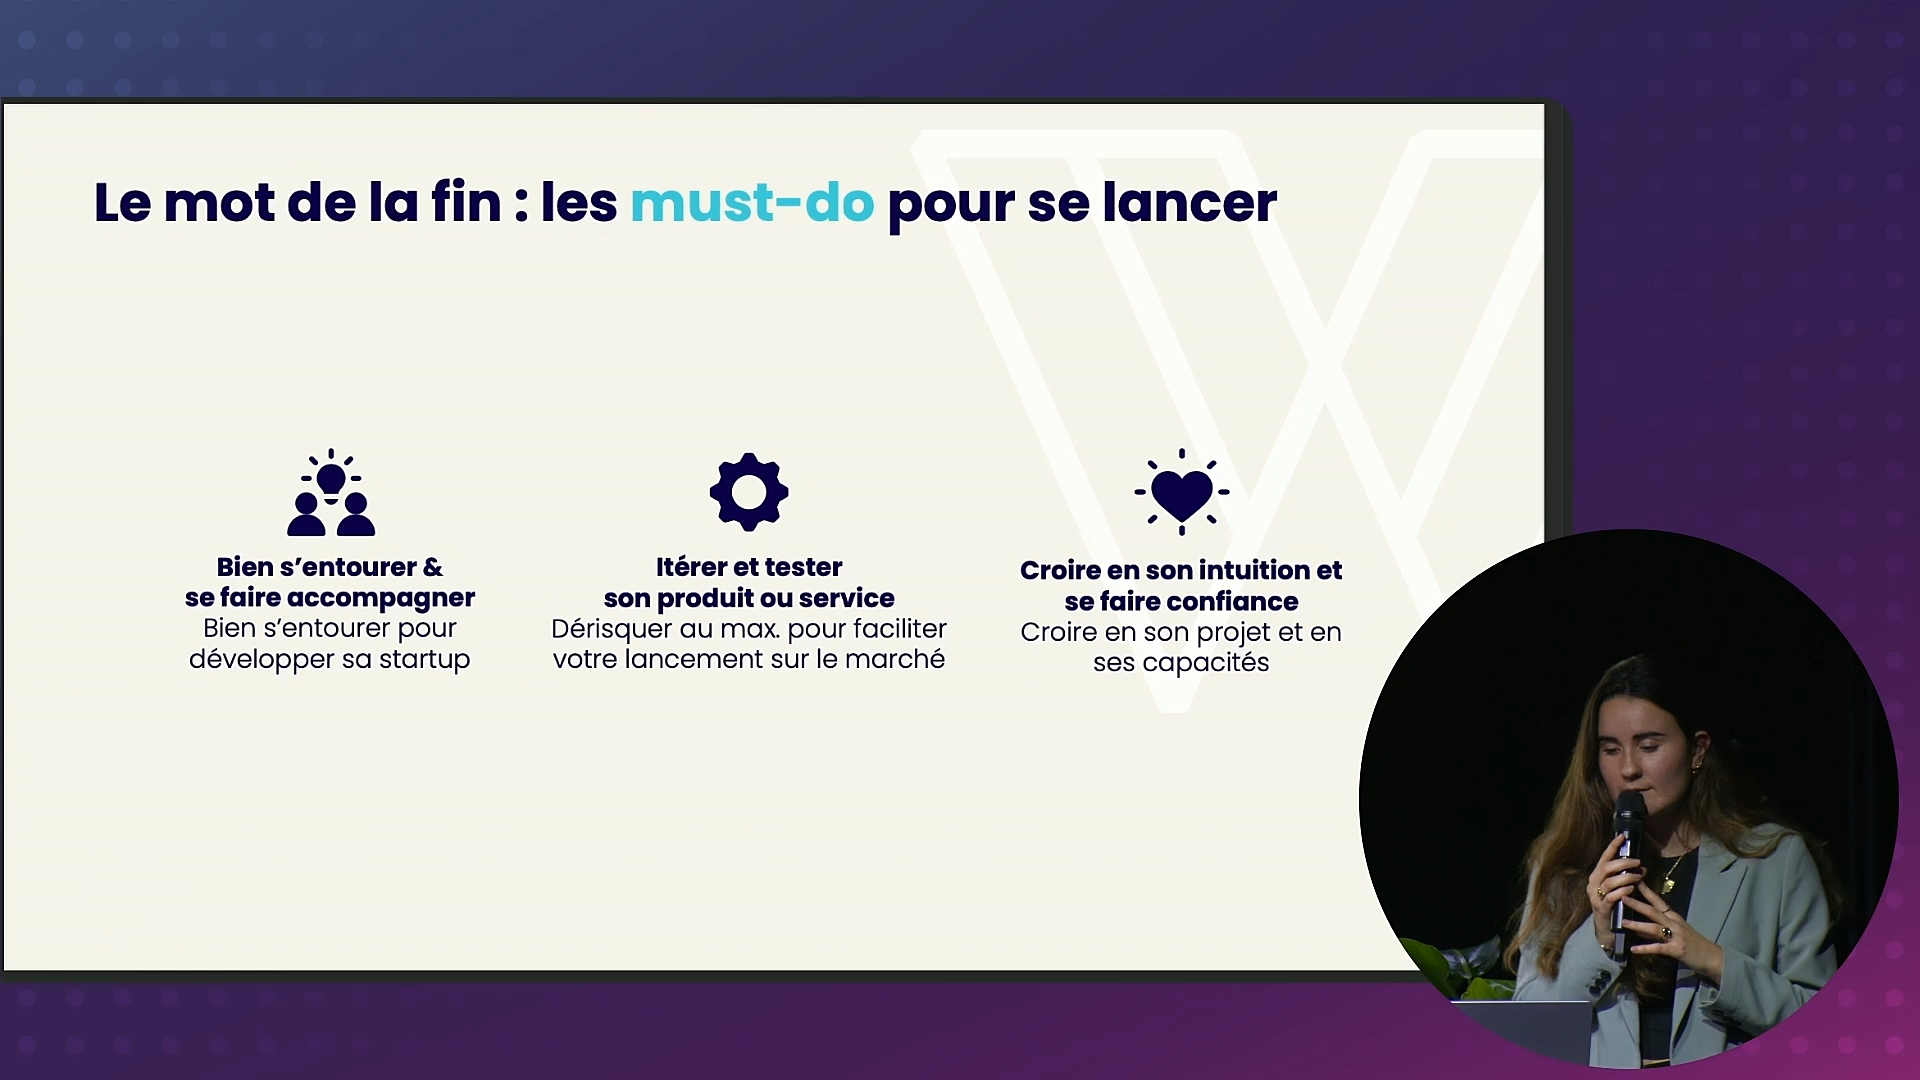 Le mot de la fin : les must-do pour se lancer
Bien s’entourer &
se faire accompagner
Bien s’entourer pour
développer sa startup
Itérer et tester
son produit ou service
Dérisquer au max. pour faciliter
votre lancement sur le marché
Croire en son intuition et
se faire confiance
Croire en son projet et en
ses capacités